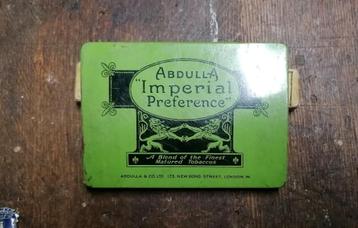 ABDULLA
"Imperial
Preference"
A Blend of the Finest
Matured Tobaccos
ABDULLA & CO. LTD. 173, NEW BOND STREET, LONDON, W.